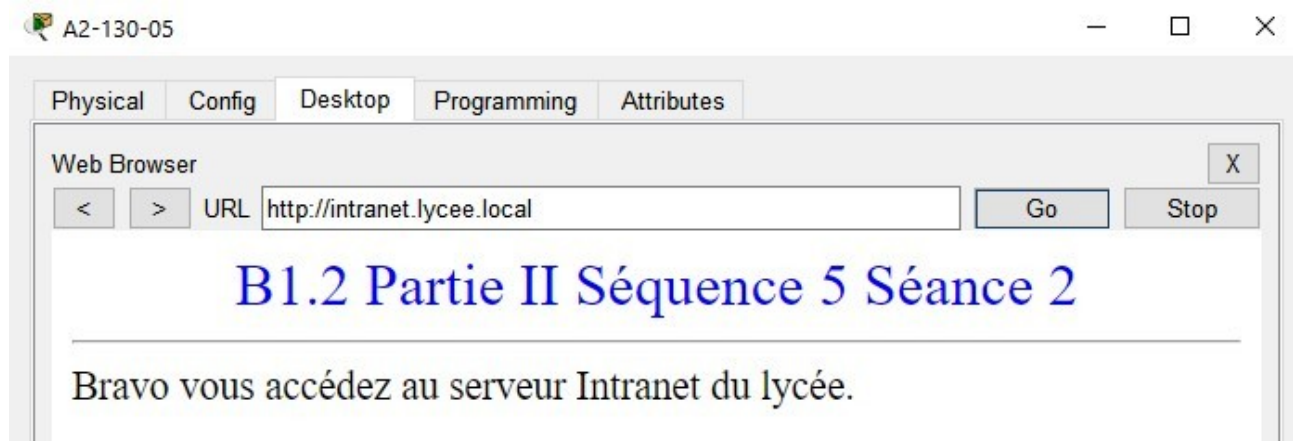 A2-130-05
Physical Config Desktop Programming Attributes
Web Browser X
< > URL http://intranet.lycee.local Go Stop
B1.2 Partie II Séquence 5 Séance 2
Bravo vous accédez au serveur Intranet du lycée.